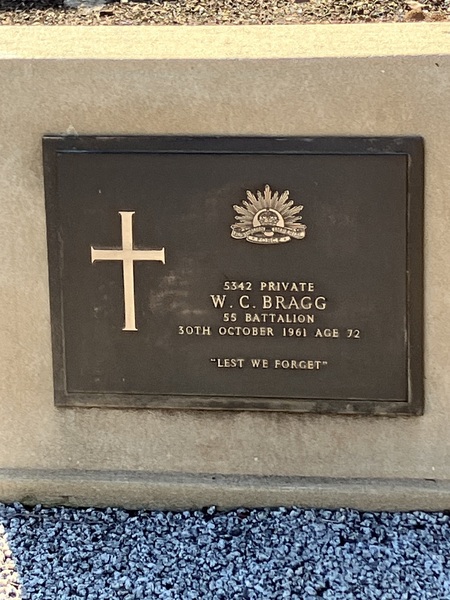 5342 PRIVATE
W. C. BRAGG
55 BATTALION
30TH OCTOBER 1961 AGE 72
"LEST WE FORGET"